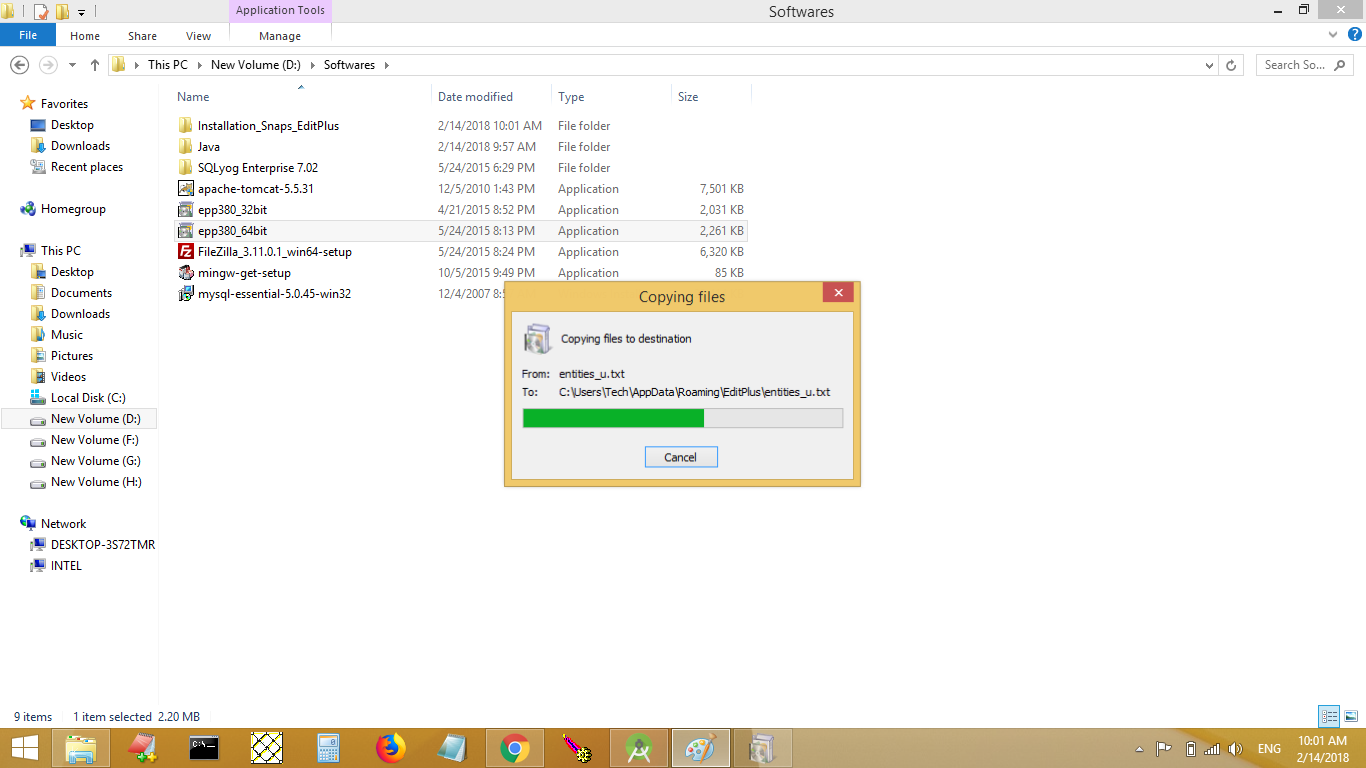 Application Tools
Softwares
File Home Share View Manage
This PC New Volume (D:) Softwares
Search So...
Name Date modified Type Size
Favorites
Desktop
Downloads
Recent places
Homegroup
This PC
Desktop
Documents
Downloads
Music
Pictures
Videos
Local Disk (C:)
New Volume (D:)
New Volume (F:)
New Volume (G:)
New Volume (H:)
Network
DESKTOP-3S72TMR
INTEL
Installation_Snaps_EditPlus 2/14/2018 10:01 AM File folder
Java 2/14/2018 9:57 AM File folder
SQLyog Enterprise 7.02 5/24/2015 6:29 PM File folder
apache-tomcat-5.5.31 12/5/2010 1:43 PM Application 7,501 KB
epp380_32bit 4/21/2015 8:52 PM Application 2,031 KB
epp380_64bit 5/24/2015 8:13 PM Application 2,261 KB
FileZilla_3.11.0.1_win64-setup 5/24/2015 8:24 PM Application 6,320 KB
mingw-get-setup 10/5/2015 9:49 PM Application 85 KB
mysql-essential-5.0.45-win32 12/4/2007
Copying files
Copying files to destination
From: entities_u.txt
To: C:\Users\Tech\AppData\Roaming\EditPlus\entities_u.txt
Cancel
9 items 1 item selected 2.20 MB
ENG
10:01 AM
2/14/2018